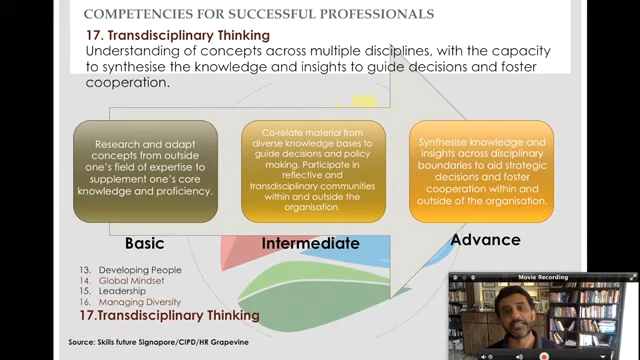 COMPETENCIES FOR SUCCESSFUL PROFESSIONALS
17. Transdisciplinary Thinking
Understanding of concepts across multiple disciplines, with the capacity
to synthesise the knowledge and insights to guide decisions and foster
cooperation.
Research and adapt
concepts from outside
one's field of expertise to
supplement one's core
knowledge and proficiency.
Co-relate material from
diverse knowledge bases to
guide decisions and policy
making. Participate in
reflective and
transdisciplinary communities
within and outside the
organisation.
Synthesise knowledge and
insights across disciplinary
boundaries to aid strategic
decisions and foster
cooperation within and
outside of the organisation.
Basic
Intermediate
Advance
13. Developing People
14. Global Mindset
15. Leadership
16. Managing Diversity
17.Transdisciplinary Thinking
Source: Skills future Signapore/CIPD/HR Grapevine
Movie Recording